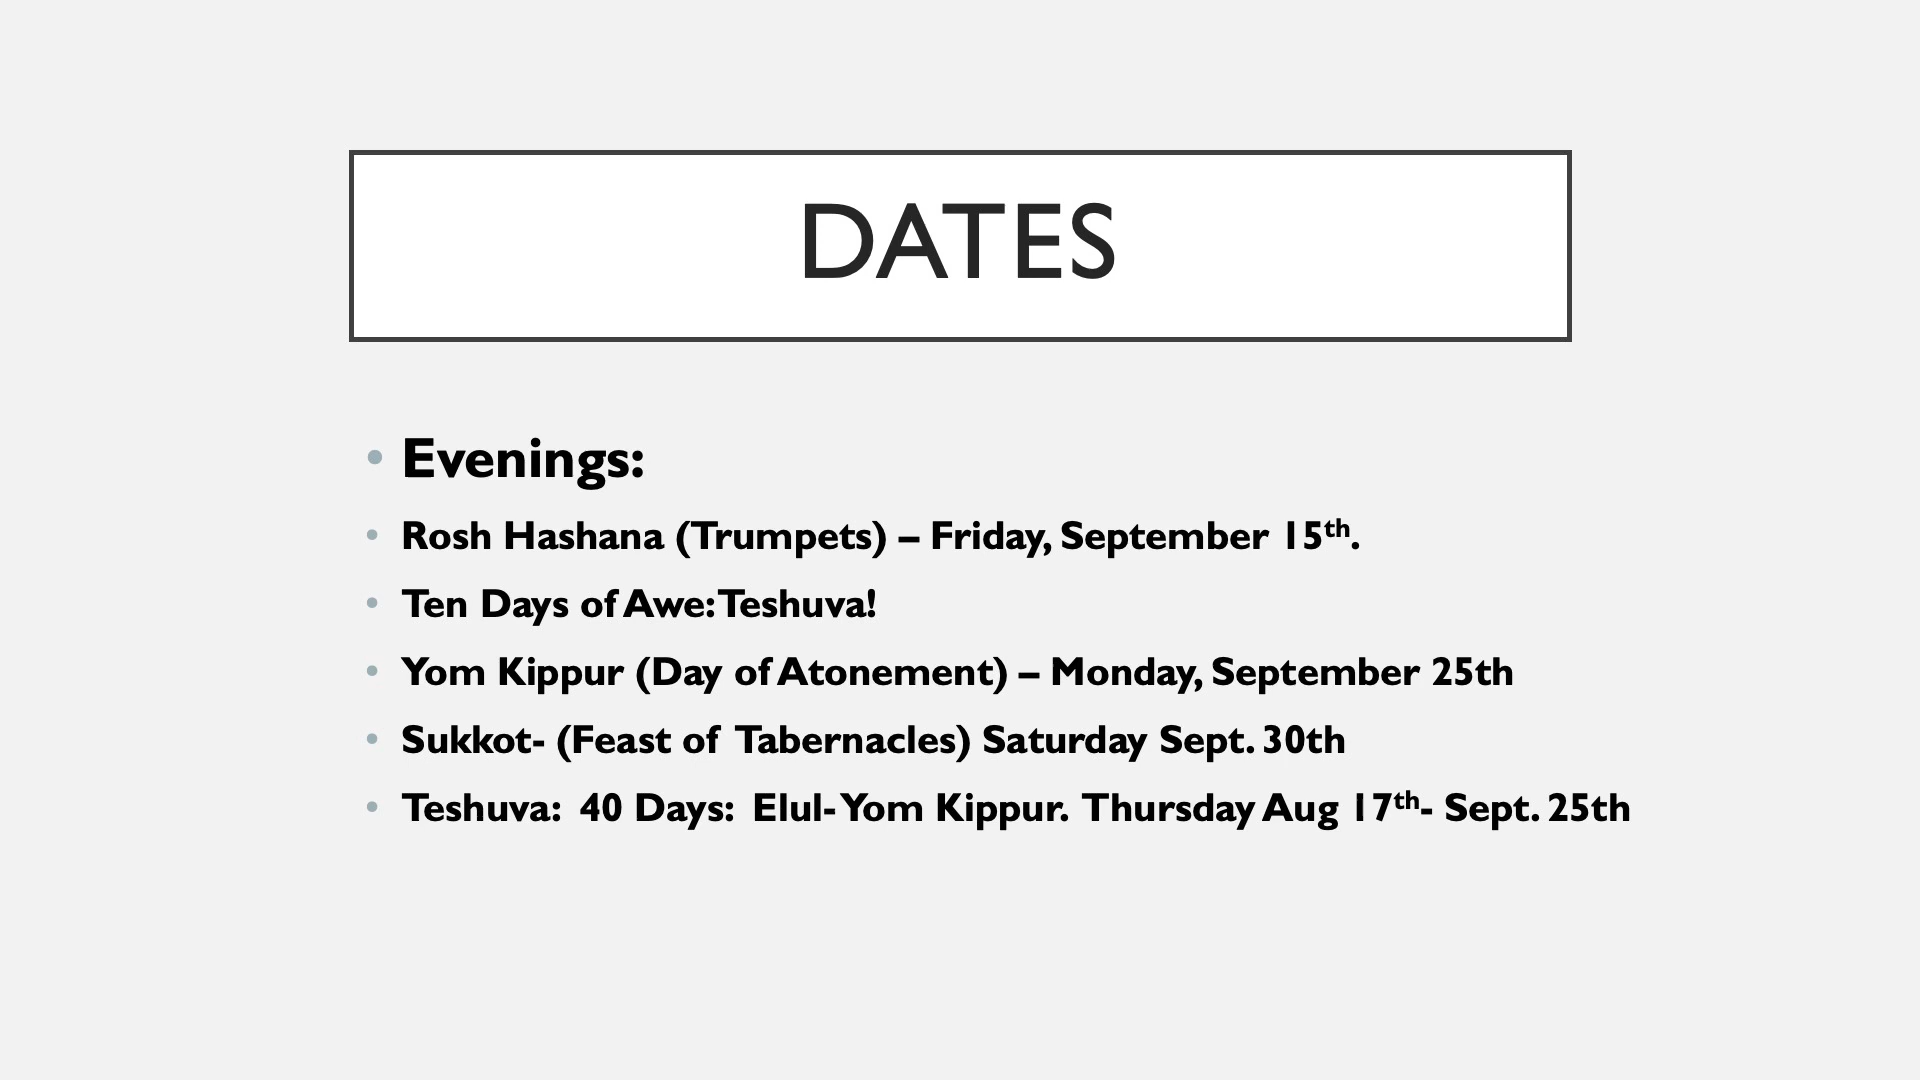 DATES
• Evenings:
• Rosh Hashana (Trumpets) – Friday, September 15th.
• Ten Days of Awe: Teshuva!
• Yom Kippur (Day of Atonement) – Monday, September 25th
• Sukkot- (Feast of  Tabernacles) Saturday Sept. 30th
• Teshuva:  40 Days:  Elul- Yom Kippur.  Thursday Aug 17th- Sept. 25th